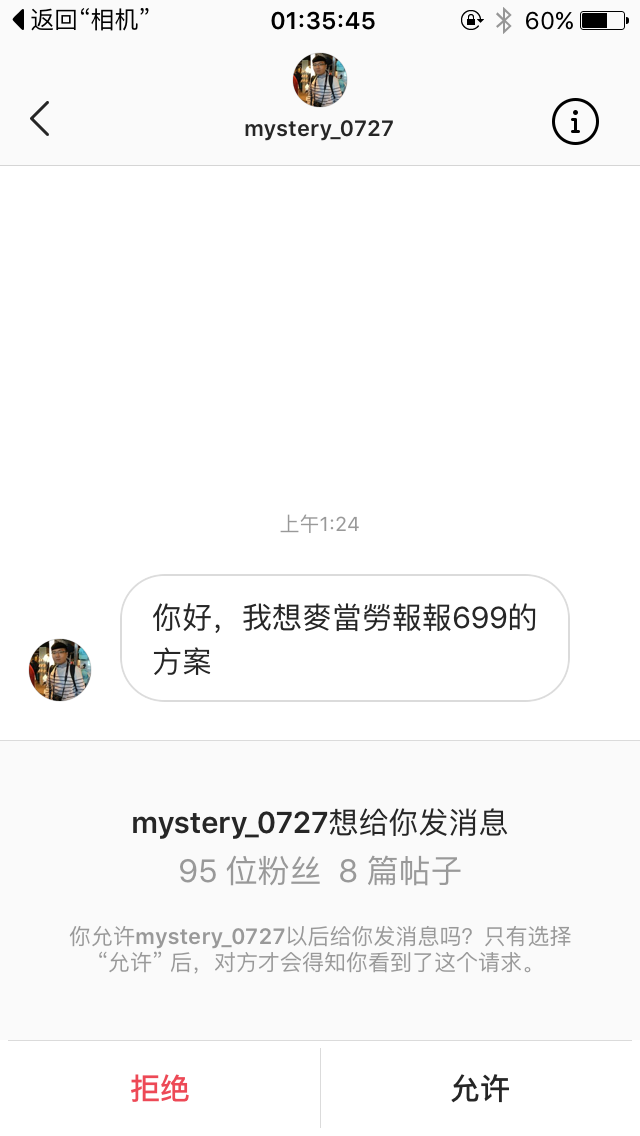 返回“相机”
01:35:45
60%
mystery_0727
上午1:24
你好，我想麥當勞報報699的
方案
mystery_0727想给你发消息
95 位粉丝 8 篇帖子
你允许mystery_0727以后给你发消息吗？只有选择
“允许” 后，对方才会得知你看到了这个请求。
拒绝
允许